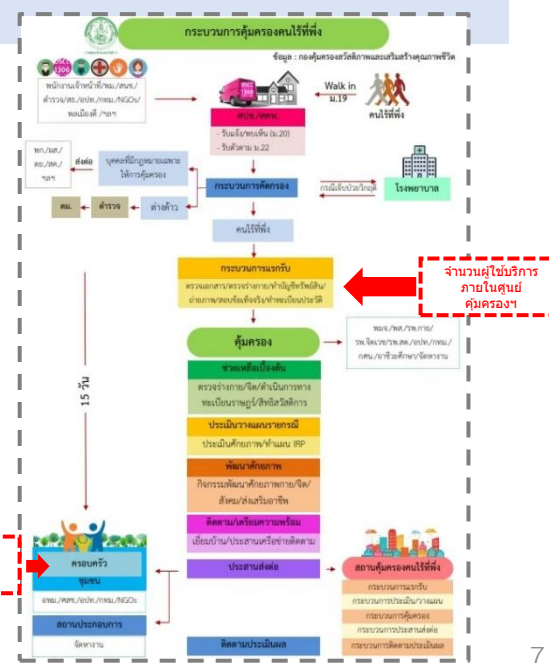 กระบวนการคุ้มครองคนไร้ที่พึ่ง
ข้อมูล : กองคุ้มครองสวัสดิภาพและเสริมสร้างคุณภาพชีวิต
OSCC
1300
พนักงานเจ้าหน้าที่/พม./สนช./
ตำรวจ/สธ./อปท./กทม./NGOs/
พลเมืองดี /ฯลฯ
Walk in
ม.19
คนไร้ที่พึ่ง
ศปช./สคพ.
- รับแจ้ง/พบเห็น (ม.20)
- รับตัวตาม ม.22
พก./ผส./
ดย./สค./
ฯลฯ
ส่งต่อ
บุคคลที่มีกฎหมายเฉพาะ
ให้การคุ้มครอง
กระบวนการคัดกรอง
กรณีเจ็บป่วยวิกฤติ
โรงพยาบาล
ตม.
ตำรวจ
ต่างด้าว
คนไร้ที่พึ่ง
กระบวนการแรกรับ
ตรวจเอกสาร/ตรวจร่างกาย/ทำบัญชีทรัพย์สิน/
ถ่ายภาพ/สอบข้อเท็จจริง/ทำทะเบียนประวัติ
จำนวนผู้ใช้บริการ
ภายในศูนย์
คุ้มครองฯ
คุ้มครอง
พมจ./พส./รพ.กาย/
รพ.จิตเวช/รพ.สต./อปท./กทม./
กศน./อาชีวะศึกษา/จัดหางาน
15 วัน
ช่วยเหลือเบื้องต้น
ตรวจร่างกาย/จิต/ดำเนินการทาง
ทะเบียนราษฎร์/สิทธิสวัสดิการ
ประเมินวางแผนรายกรณี
ประเมินศักยภาพ/ทำแผน IRP
พัฒนาศักยภาพ
กิจกรรมพัฒนาศักยภาพกาย/จิต/
สังคม/ส่งเสริมอาชีพ
ติดตาม/เตรียมความพร้อม
เยี่ยมบ้าน/ประสานเครือข่ายติดตาม
ประสานส่งต่อ
ครอบครัว
ชุมชน
อพม./ศสช./อปท./กทม./NGOs
สถานประกอบการ
จัดหางาน
สถานคุ้มครองคนไร้ที่พึ่ง
กระบวนการแรกรับ
กระบวนการประเมิน/วางแผน
กระบวนการคุ้มครอง
กระบวนการประสานส่งต่อ
กระบวนการติดตามประเมินผล
ติดตามประเมินผล
7